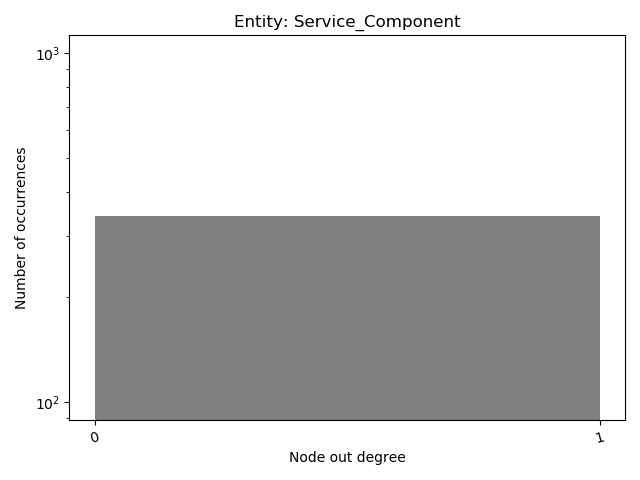 Entity: Service_Component
10³
Number of occurrences
10²
0 1
Node out degree